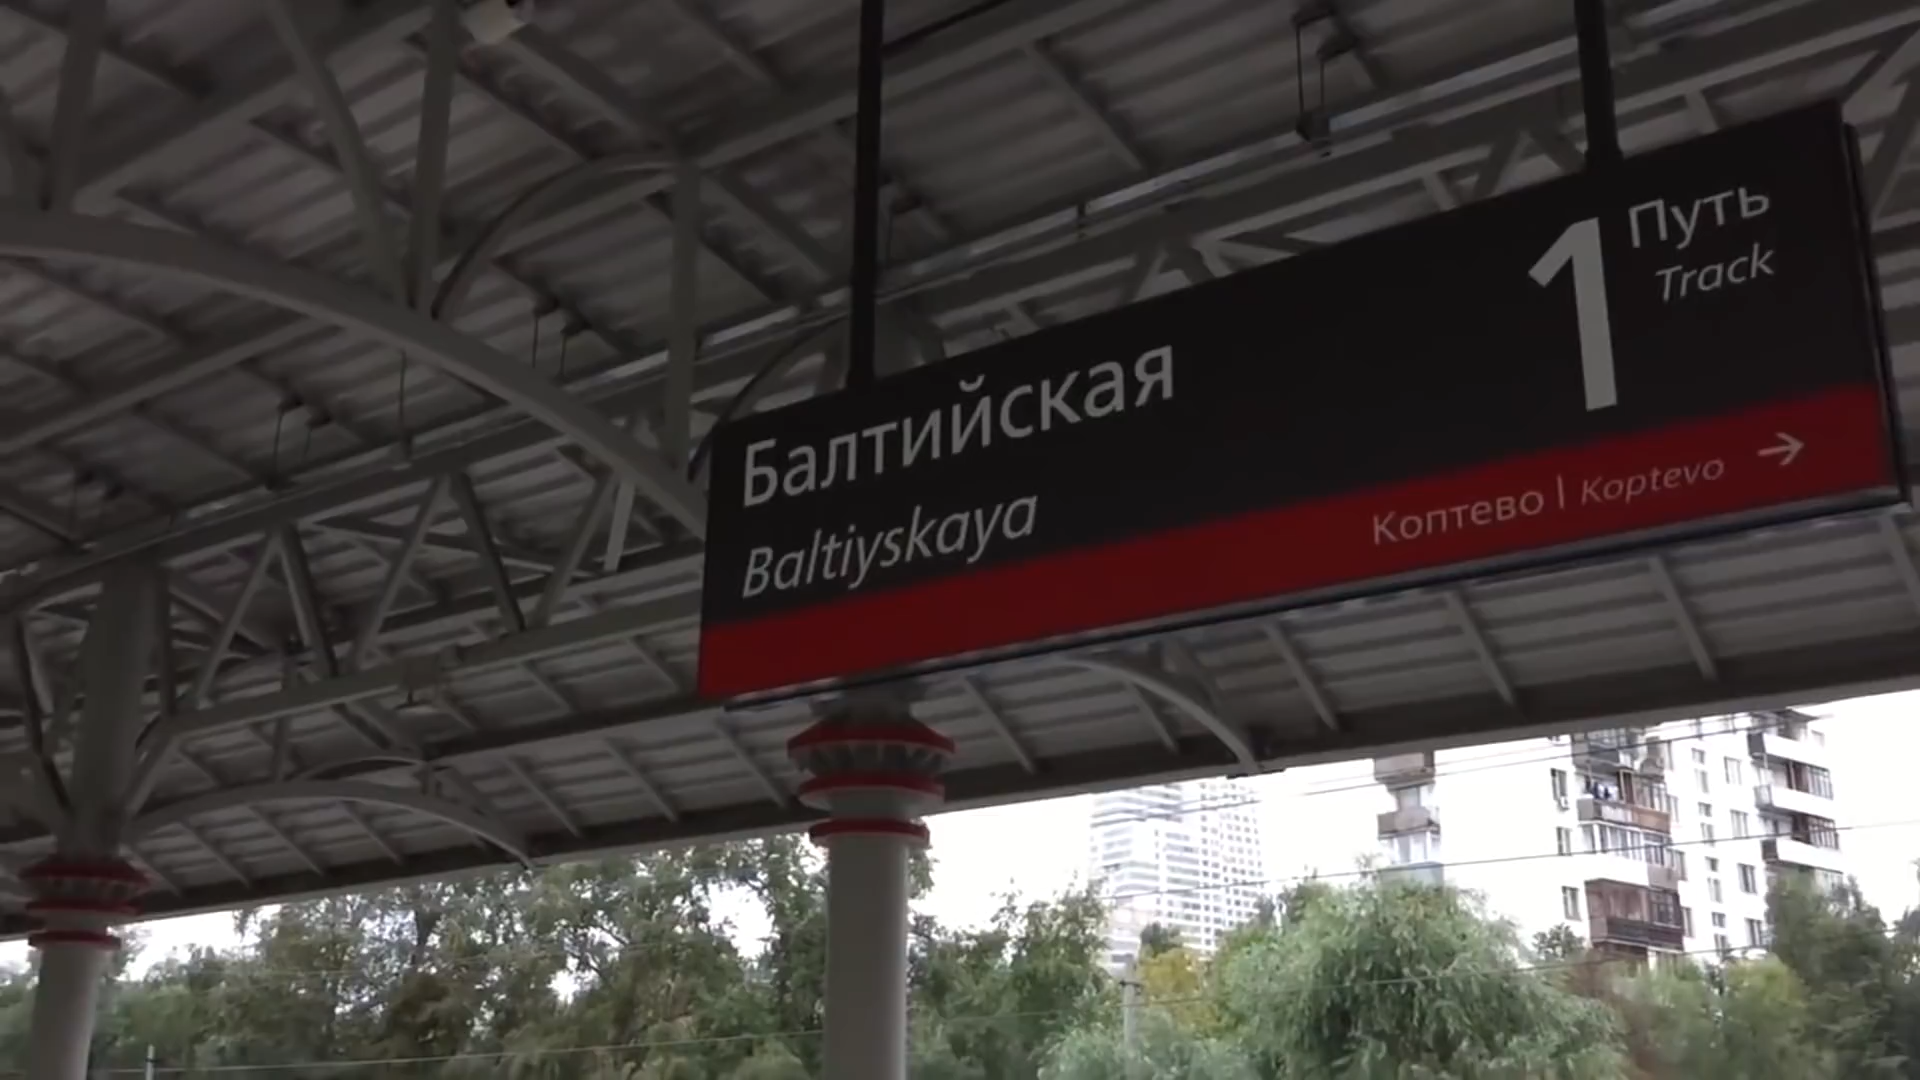 Балтийская
Baltiyskaya
1 Путь
Track
Коптево | Koptevo →